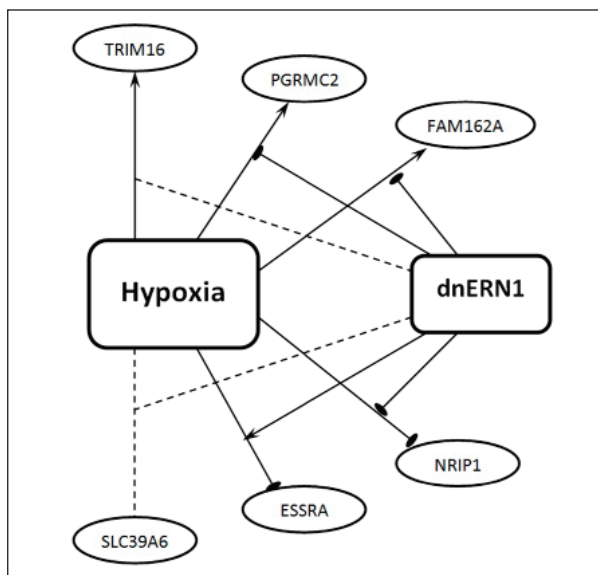 TRIM16
PGRMC2
FAM162A
Hypoxia
dnERN1
NRIP1
ESSRA
SLC39A6